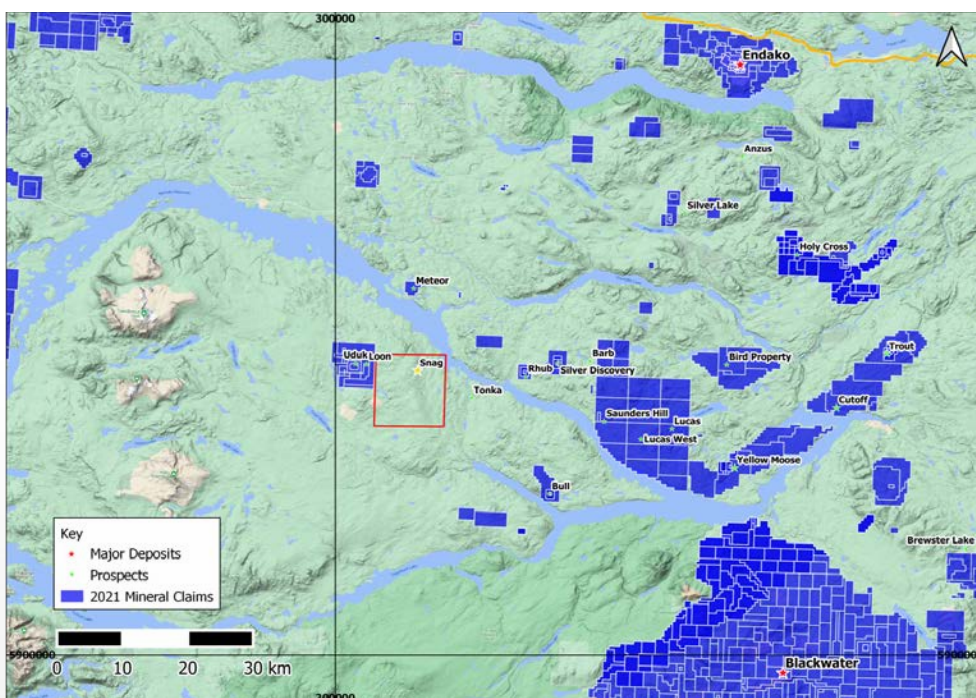 300000
Endako
Anzus
Silver Lake
Holy Cross
Meteor
Uduk
Loon
Snag
Barb
Bird Property
Trout
Rhub
Silver Discovery
Tonka
Cutoff
Saunders Hill
Lucas
Lucas West
Yellow Moose
Bull
Brewster Lake
Key
Major Deposits
Prospects
2021 Mineral Claims
0 10 20 30 km
5900000
Blackwater